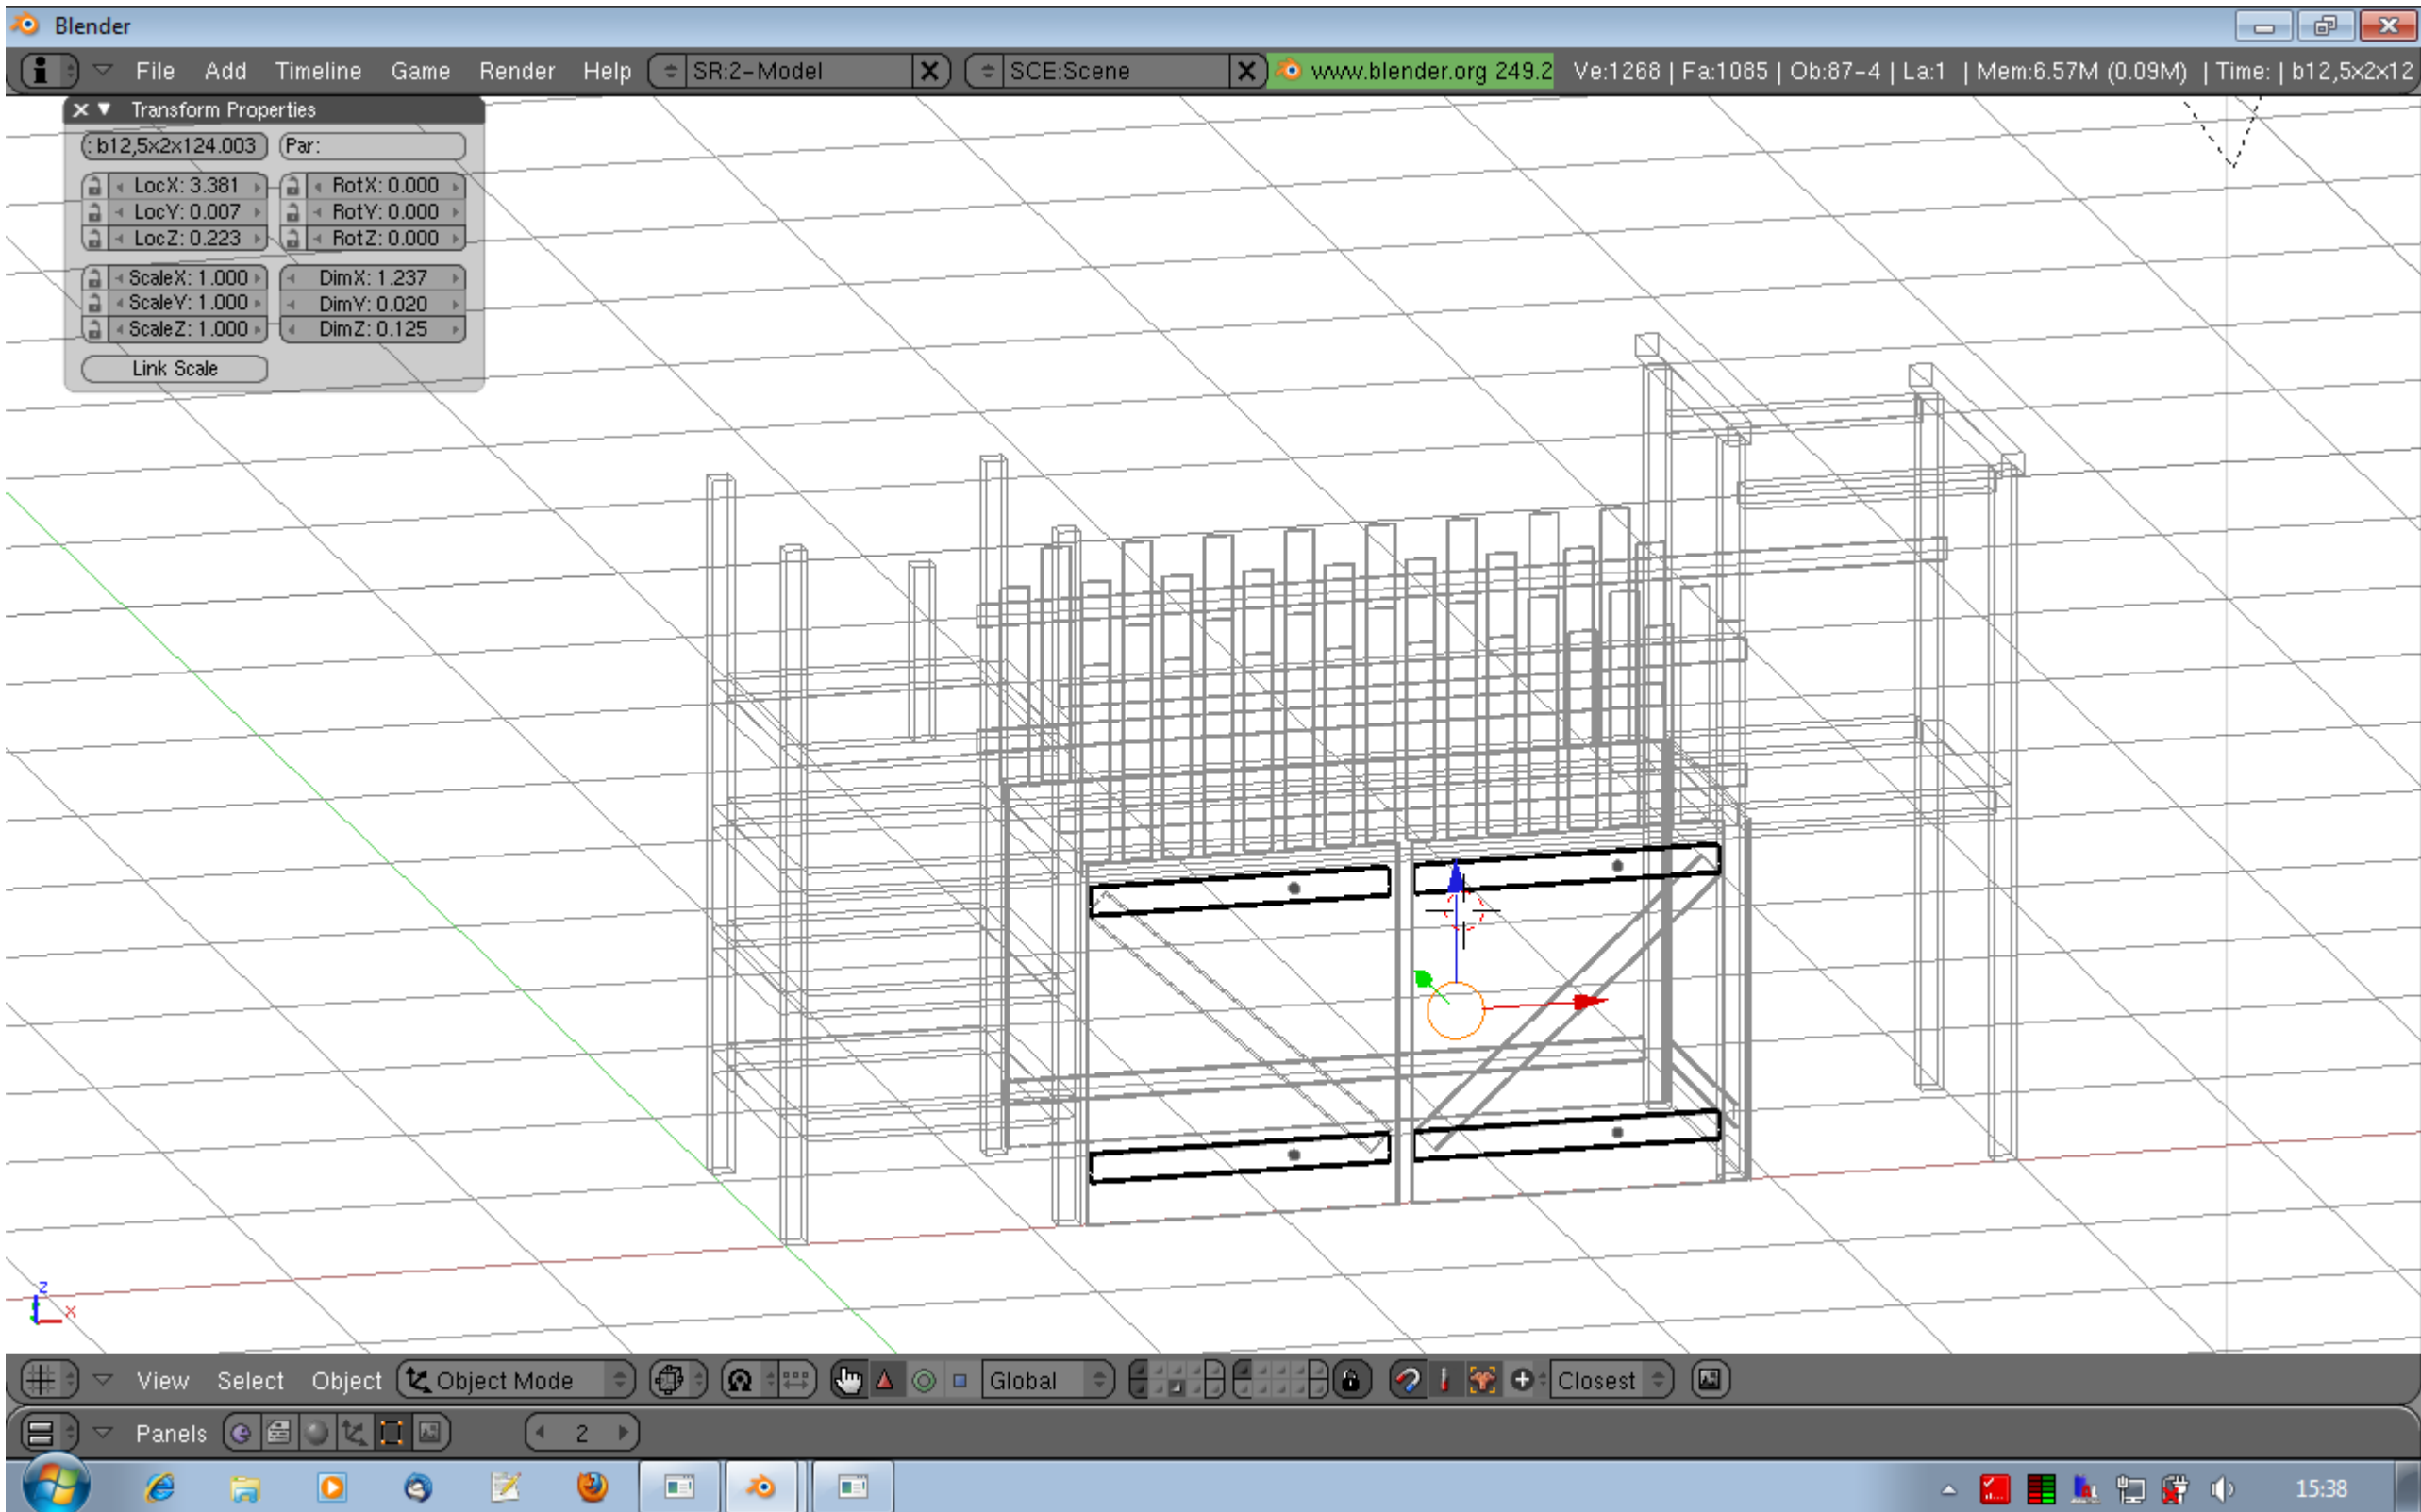 Blender
File Add Timeline Game Render Help SR:2-Model X SCE:Scene X www.blender.org 249.2 Ve:1268 | Fa:1085 | Ob:87-4 | La:1 | Mem:6.57M (0.09M) | Time: | b12,5x2x12
Transform Properties
: b12,5x2x124.003 Par:
LocX: 3.381 RotX: 0.000
LocY: 0.007 RotY: 0.000
LocZ: 0.223 RotZ: 0.000
ScaleX: 1.000 DimX: 1.237
ScaleY: 1.000 DimY: 0.020
ScaleZ: 1.000 DimZ: 0.125
Link Scale
z
x
View Select Object Object Mode Global Closest
Panels 2
15:38